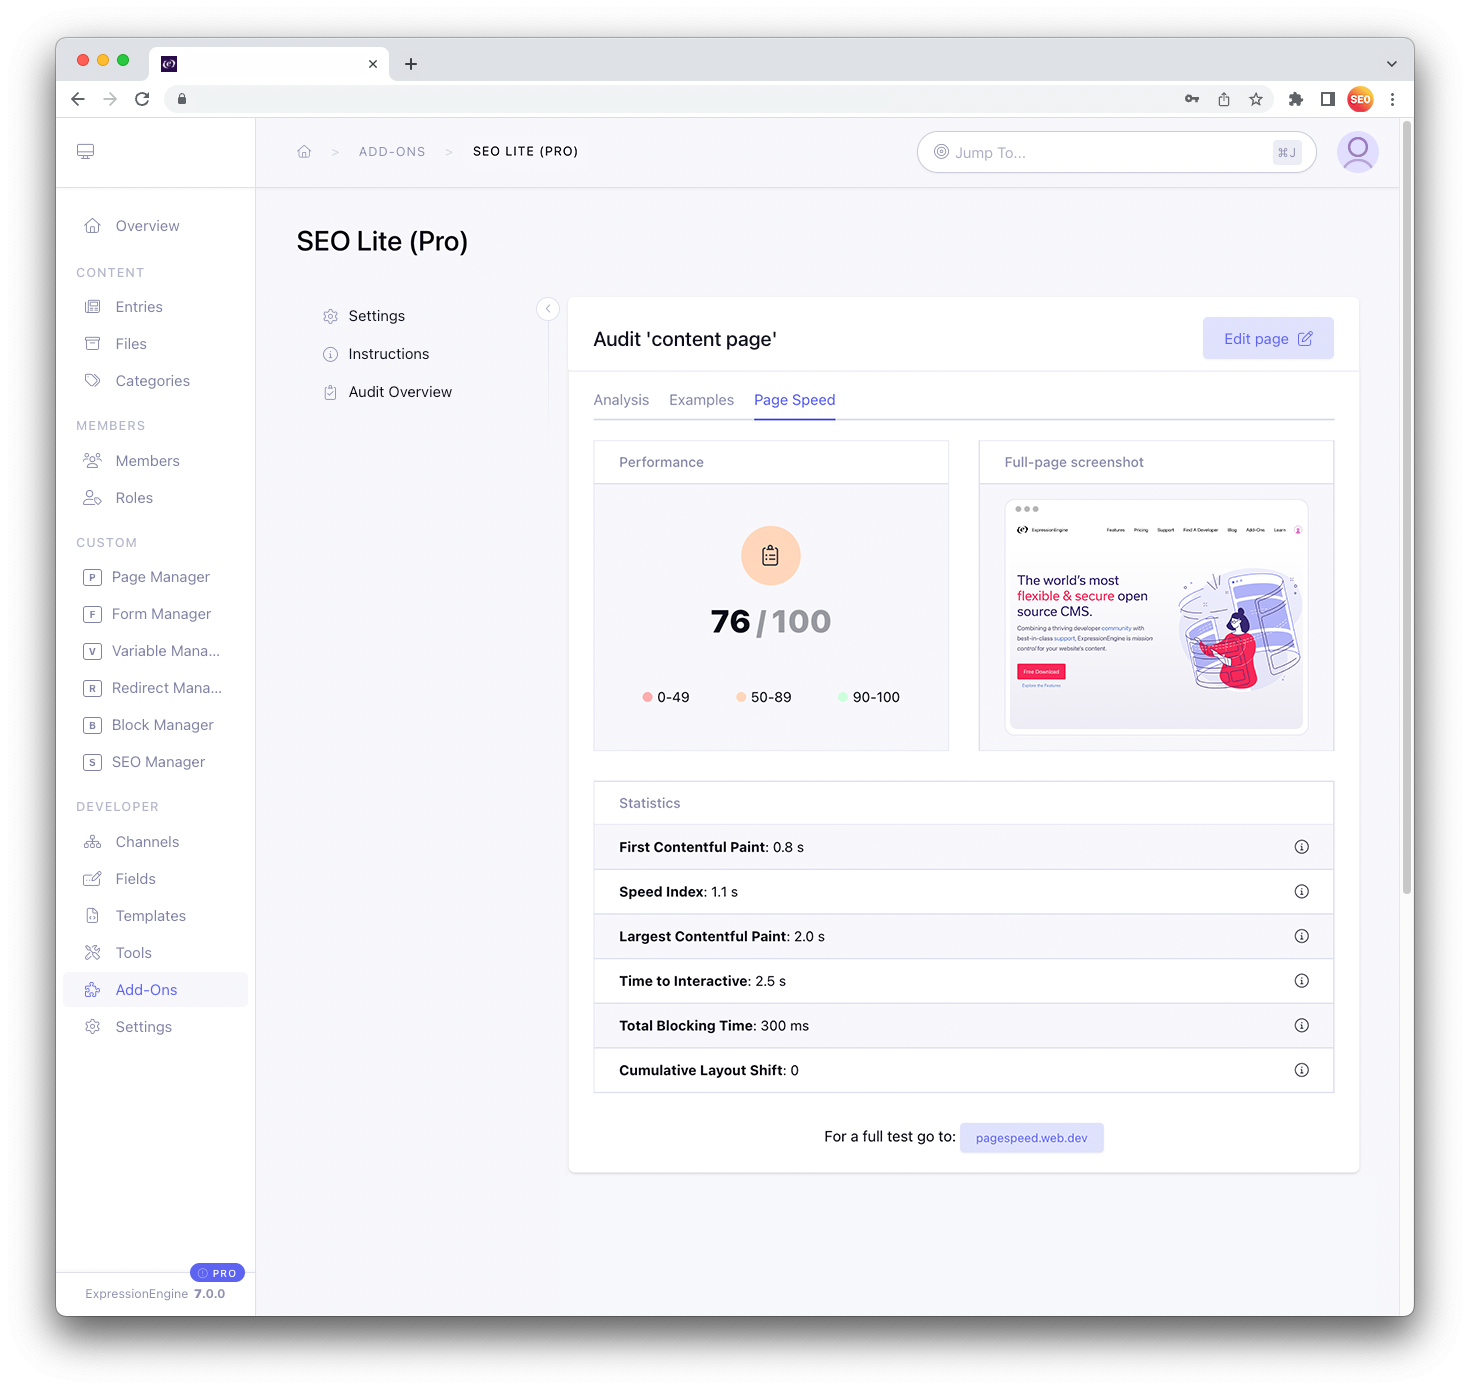 SEO
> ADD-ONS > SEO LITE (PRO)
Jump To...
⌘J
Overview
CONTENT
Entries
Files
Categories
MEMBERS
Members
Roles
CUSTOM
P Page Manager
F Form Manager
V Variable Mana...
R Redirect Mana...
B Block Manager
S SEO Manager
DEVELOPER
Channels
Fields
Templates
Tools
Add-Ons
Settings
PRO
ExpressionEngine 7.0.0
SEO Lite (Pro)
Settings
Instructions
Audit Overview
Audit 'content page'
Edit page
Analysis Examples Page Speed
Performance
76 / 100
0-49 50-89 90-100
Full-page screenshot
ExpressionEngine Features Pricing Support Find A Developer Blog Add-Ons Learn
The world's most
flexible & secure open
source CMS.
Combining a thriving developer community with
best-in-class support, ExpressionEngine is mission
control for your website's content.
Free Download
Explore the Features
Statistics
First Contentful Paint: 0.8 s
Speed Index: 1.1 s
Largest Contentful Paint: 2.0 s
Time to Interactive: 2.5 s
Total Blocking Time: 300 ms
Cumulative Layout Shift: 0
For a full test go to: pagespeed.web.dev